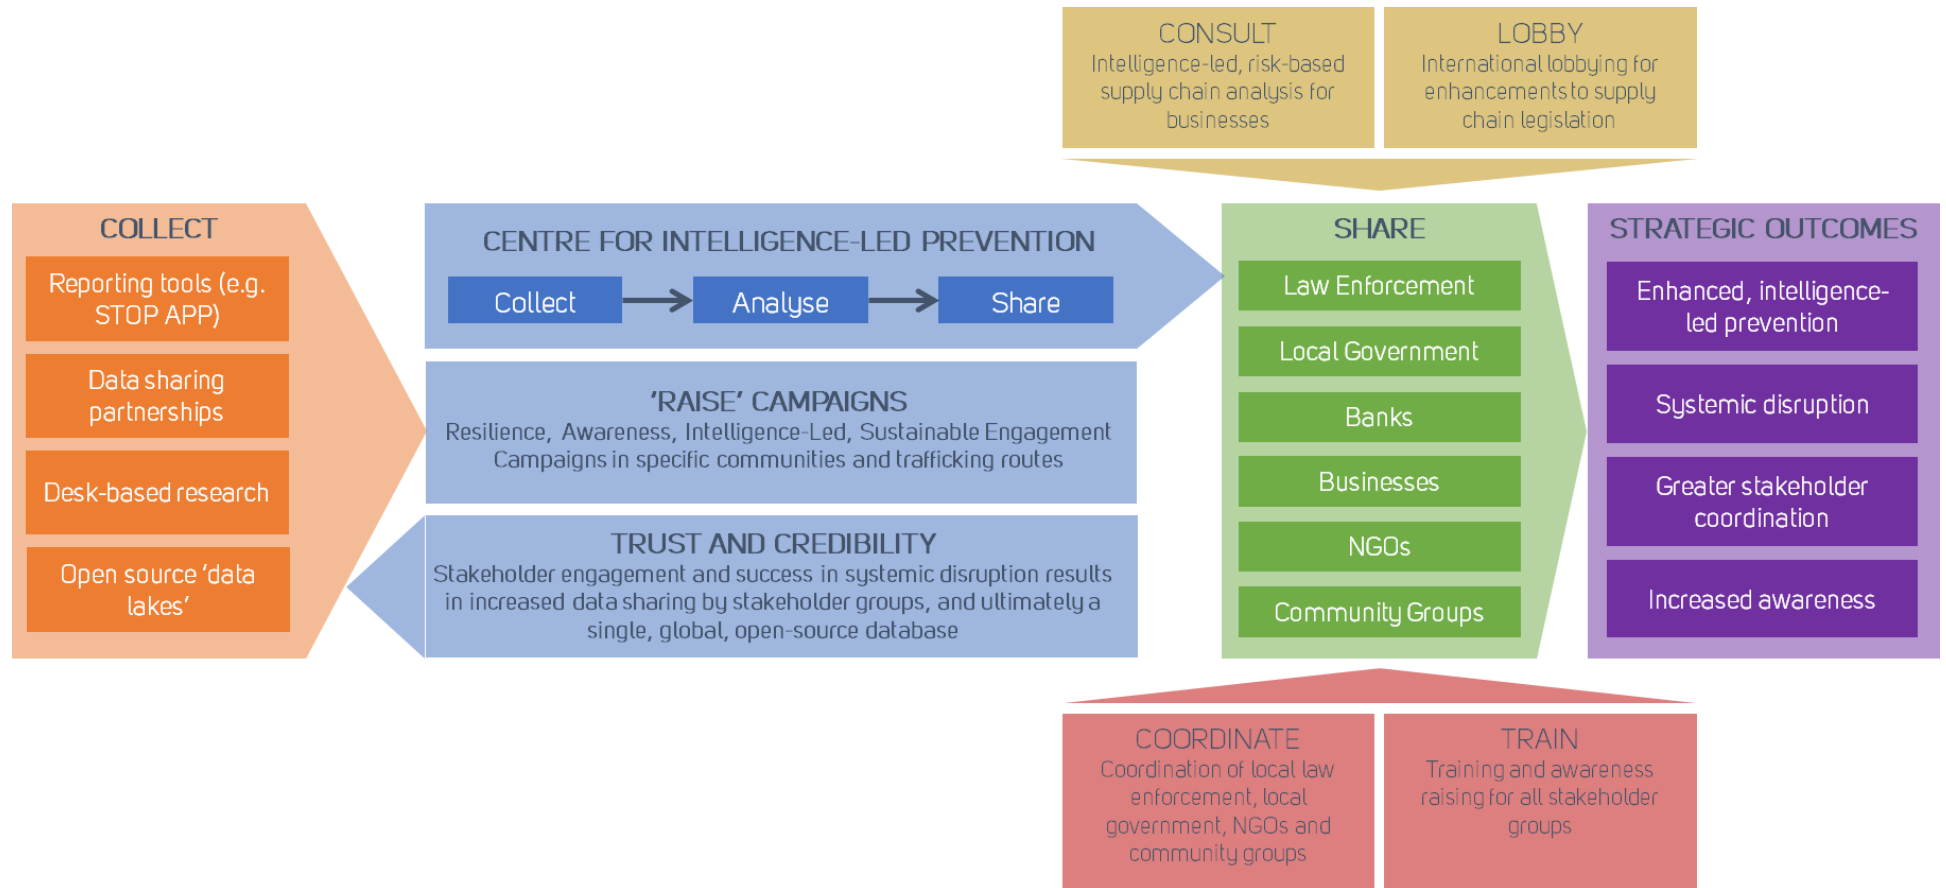 CONSULT
Intelligence-led, risk-based
supply chain analysis for
businesses
LOBBY
International lobbying for
enhancements to supply
chain legislation
COLLECT
Reporting tools (e.g.
STOP APP)
Data sharing
partnerships
Desk-based research
Open source 'data
lakes'
CENTRE FOR INTELLIGENCE-LED PREVENTION
Collect
Analyse
Share
'RAISE' CAMPAIGNS
Resilience, Awareness, Intelligence-Led, Sustainable Engagement
Campaigns in specific communities and trafficking routes
TRUST AND CREDIBILITY
Stakeholder engagement and success in systemic disruption results
in increased data sharing by stakeholder groups, and ultimately a
single, global, open-source database
SHARE
Law Enforcement
Local Government
Banks
Businesses
NGOs
Community Groups
STRATEGIC OUTCOMES
Enhanced, intelligence-
led prevention
Systemic disruption
Greater stakeholder
coordination
Increased awareness
COORDINATE
Coordination of local law
enforcement, local
government, NGOs and
community groups
TRAIN
Training and awareness
raising for all stakeholder
groups